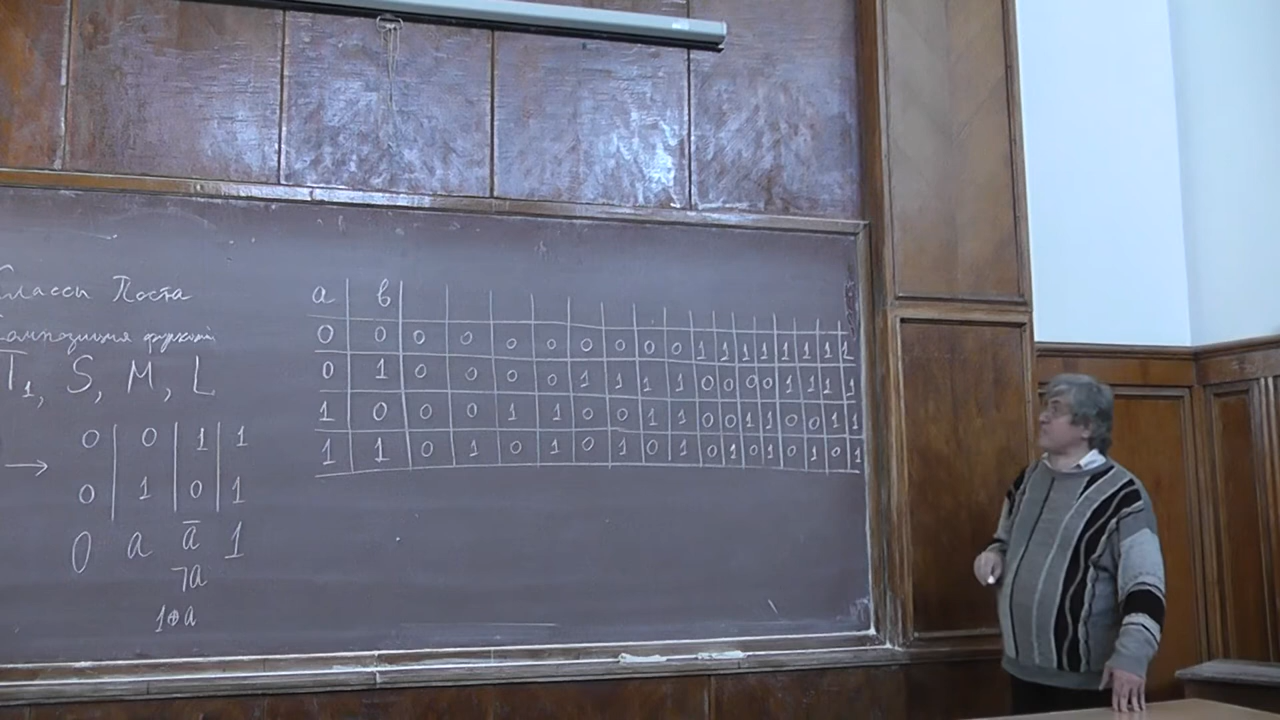 Классы Поста
Композиция функций
T₁, S, M, L
0 | 0 | 1 | 1
→ 0 | 1 | 0 | 1
0 a ā 1
¬a
1⊕a
a | в
0 | 0 | 0 | 0 | 0 | 0 | 0 | 0 | 0 | 0 | 1 | 1 | 1 | 1 | 1 | 1 | 1 | 1
0 | 1 | 0 | 0 | 0 | 0 | 1 | 1 | 1 | 1 | 0 | 0 | 0 | 0 | 1 | 1 | 1 | 1
1 | 0 | 0 | 0 | 1 | 1 | 0 | 0 | 1 | 1 | 0 | 0 | 1 | 1 | 0 | 0 | 1 | 1
1 | 1 | 0 | 1 | 0 | 1 | 0 | 1 | 0 | 1 | 0 | 1 | 0 | 1 | 0 | 1 | 0 | 1